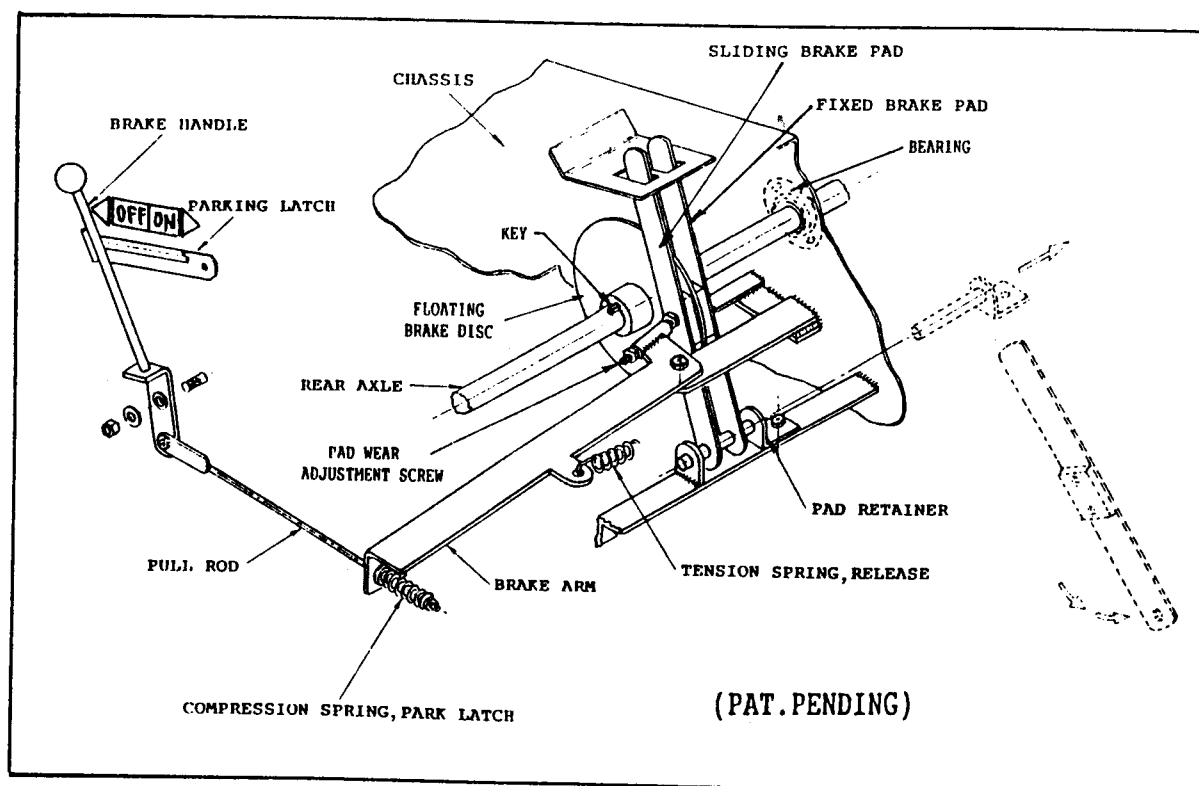 SLIDING BRAKE PAD
CHASSIS
FIXED BRAKE PAD
BRAKE HANDLE
BEARING
OFF ON
PARKING LATCH
KEY
FLOATING
BRAKE DISC
REAR AXLE
PAD WEAR
ADJUSTMENT SCREW
PAD RETAINER
PULL ROD
BRAKE ARM
TENSION SPRING, RELEASE
COMPRESSION SPRING, PARK LATCH
(PAT.PENDING)